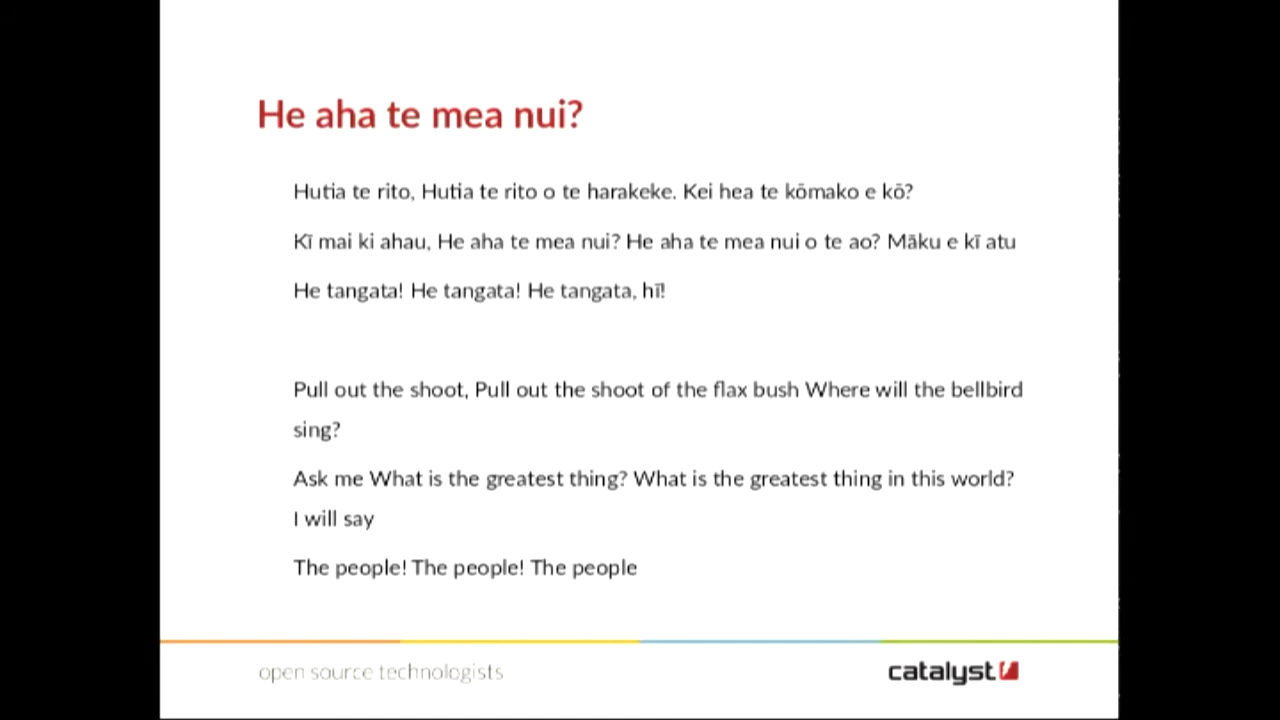 He aha te mea nui?
Hutia te rito, Hutia te rito o te harakeke. Kei hea te kōmako e kō?
Kī mai ki ahau, He aha te mea nui? He aha te mea nui o te ao? Māku e kī atu
He tangata! He tangata! He tangata, hī!
Pull out the shoot, Pull out the shoot of the flax bush Where will the bellbird
sing?
Ask me What is the greatest thing? What is the greatest thing in this world?
I will say
The people! The people! The people
open source technologists
catalyst